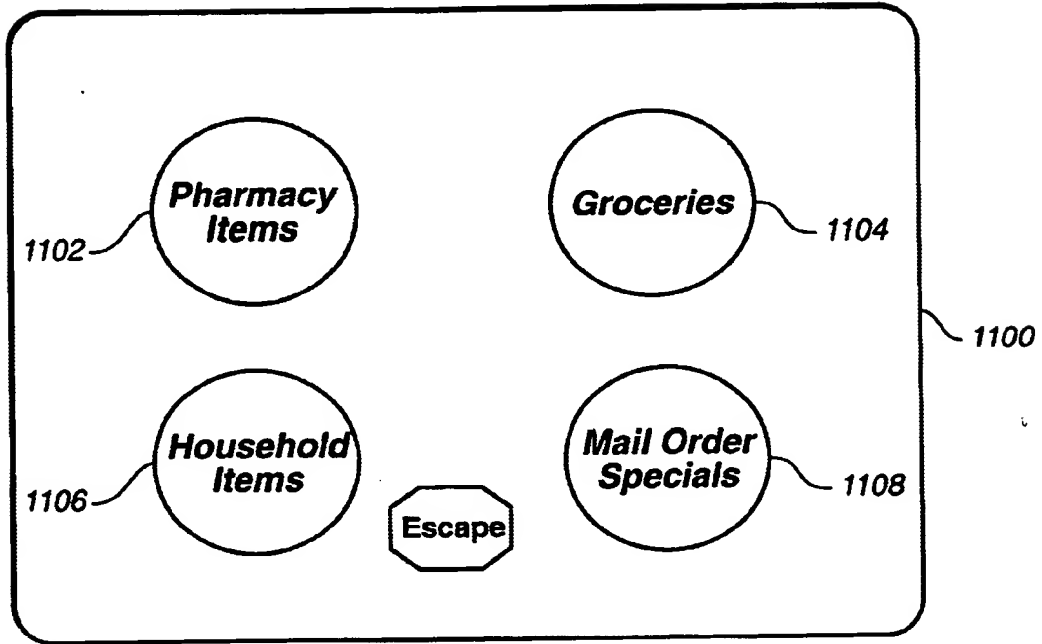 Pharmacy
Items
1102
Groceries
1104
1100
Household
Items
1106
Escape
Mail Order
Specials
1108